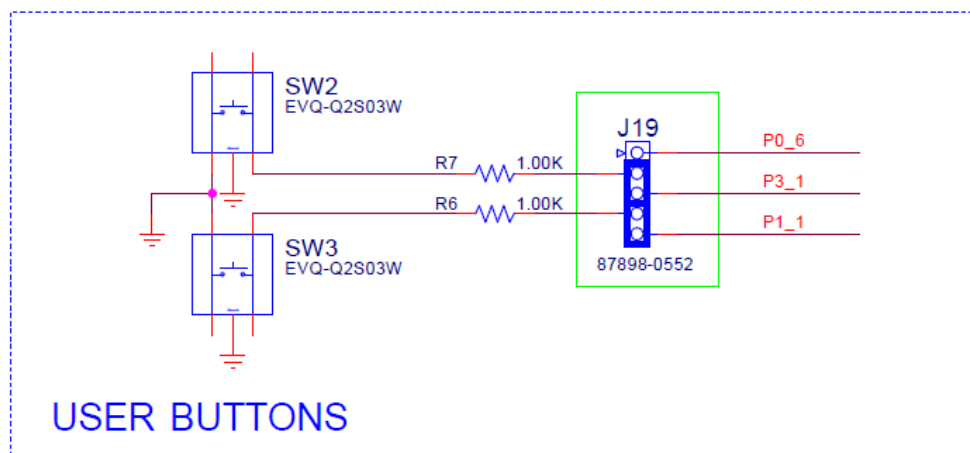 SW2
EVQ-Q2S03W
J19
P0_6
R7 1.00K
P3_1
R6 1.00K
P1_1
SW3
EVQ-Q2S03W
87898-0552
USER BUTTONS